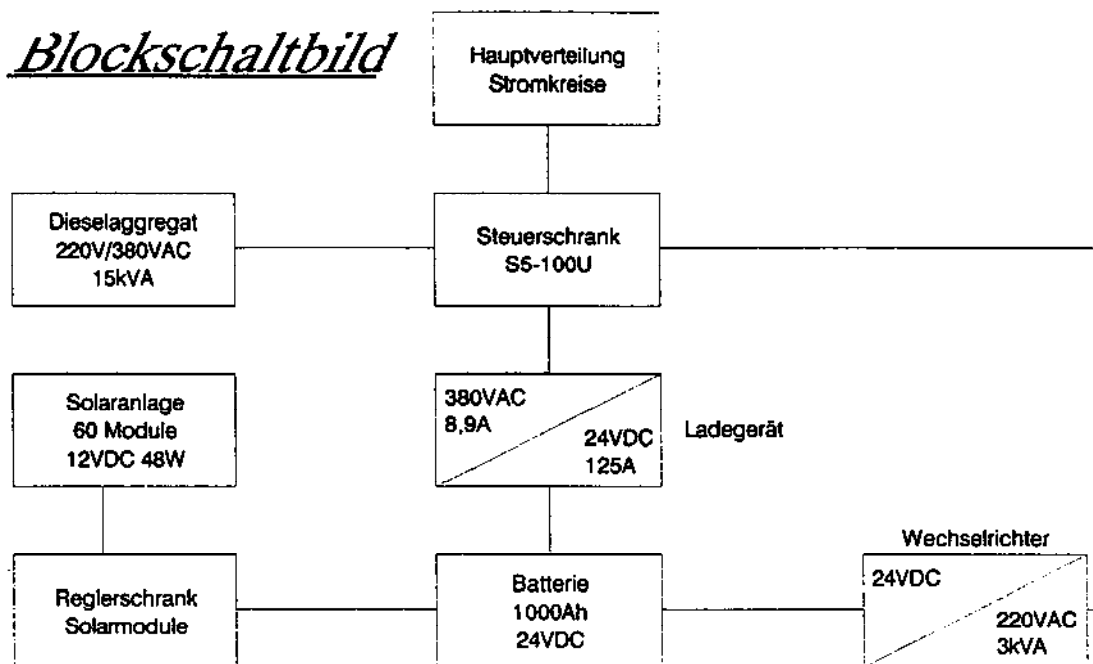 Blockschaltbild
Hauptverteilung
Stromkreise
Dieselaggregat
220V/380VAC
15kVA
Steuerschrank
S5-100U
Solaranlage
60 Module
12VDC 48W
380VAC
8,9A
24VDC
125A
Ladegerät
Reglerschrank
Solarmodule
Batterie
1000Ah
24VDC
Wechselrichter
24VDC
220VAC
3kVA